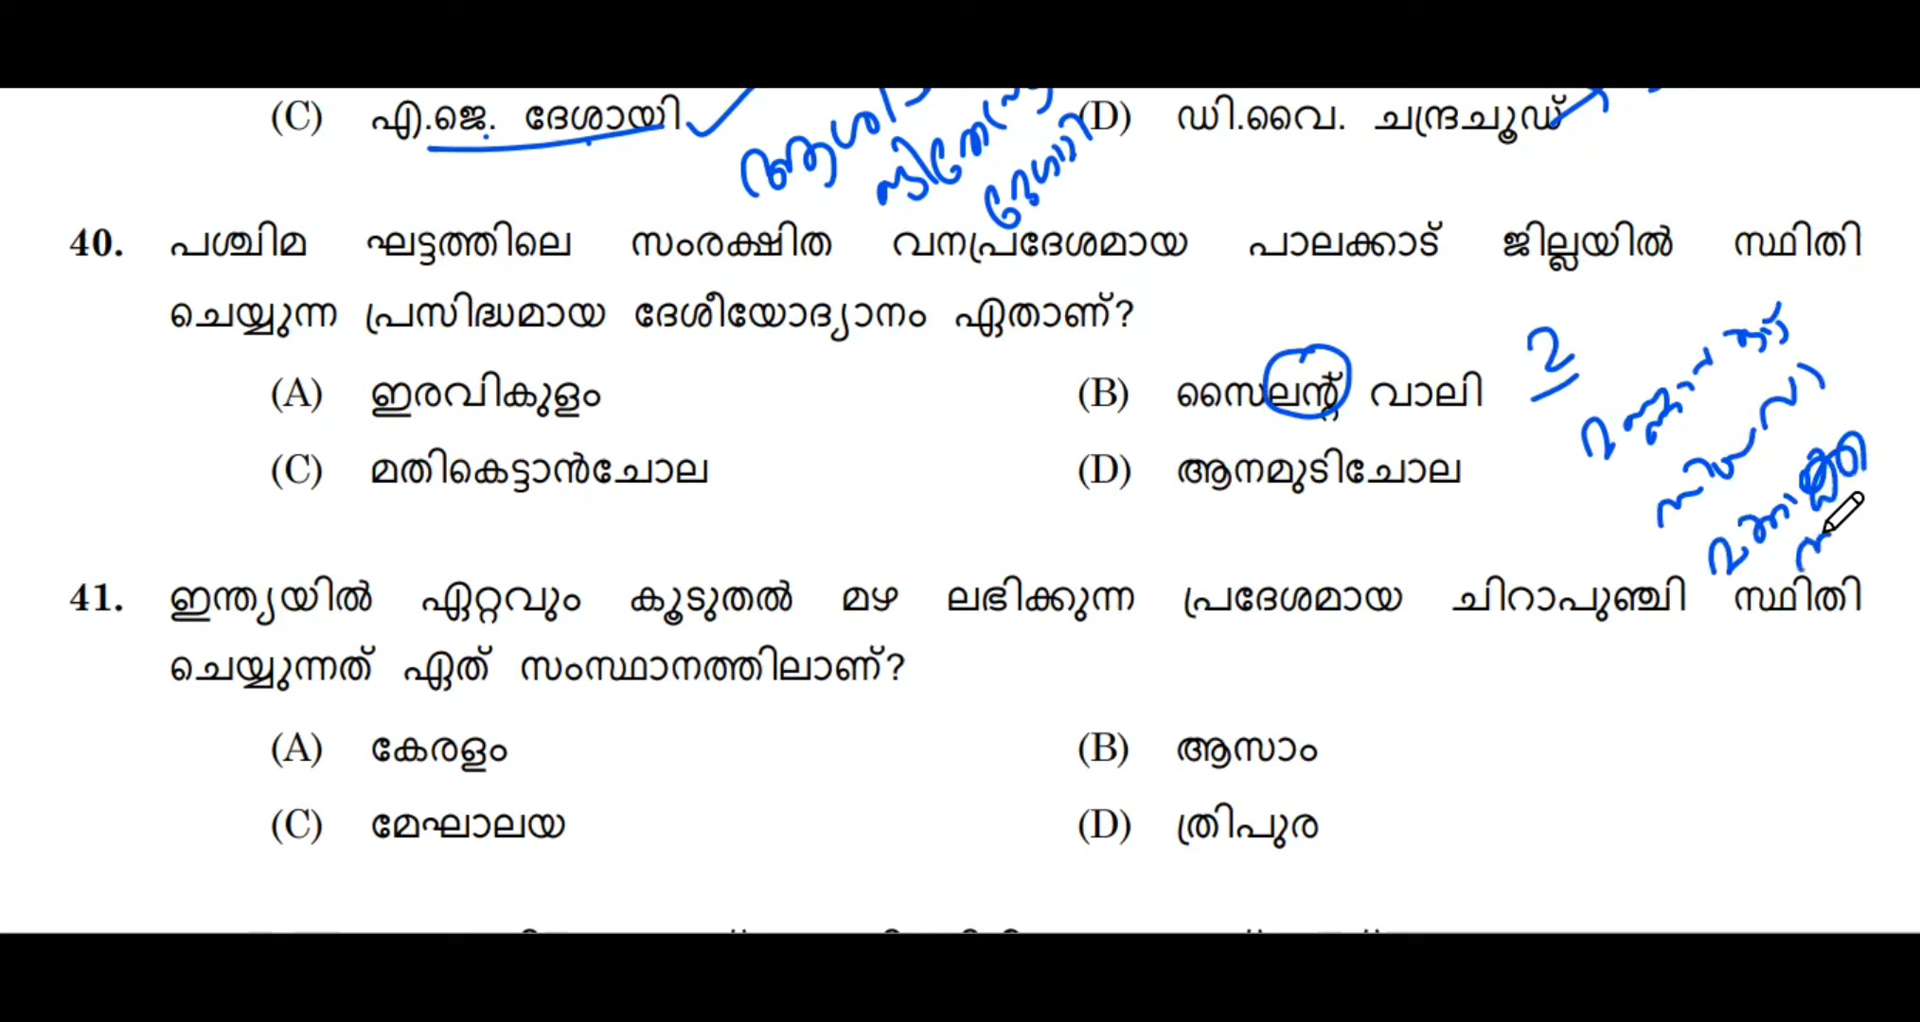 (C) എ.ജെ. ദേശായി (D) ഡി.വൈ. ചന്ദ്രചൂഡ്
40. പശ്ചിമ ഘട്ടത്തിലെ സംരക്ഷിത വനപ്രദേശമായ പാലക്കാട് ജില്ലയിൽ സ്ഥിതി
ചെയ്യുന്ന പ്രസിദ്ധമായ ദേശീയോദ്യാനം ഏതാണ്?
(A) ഇരവികുളം (B) സൈലന്റ് വാലി 2
(C) മതികെട്ടാൻചോല (D) ആനമുടിചോല
41. ഇന്ത്യയിൽ ഏറ്റവും കൂടുതൽ മഴ ലഭിക്കുന്ന പ്രദേശമായ ചിറാപുഞ്ചി സ്ഥിതി
ചെയ്യുന്നത് ഏത് സംസ്ഥാനത്തിലാണ്?
(A) കേരളം (B) ആസാം
(C) മേഘാലയ (D) ത്രിപുര